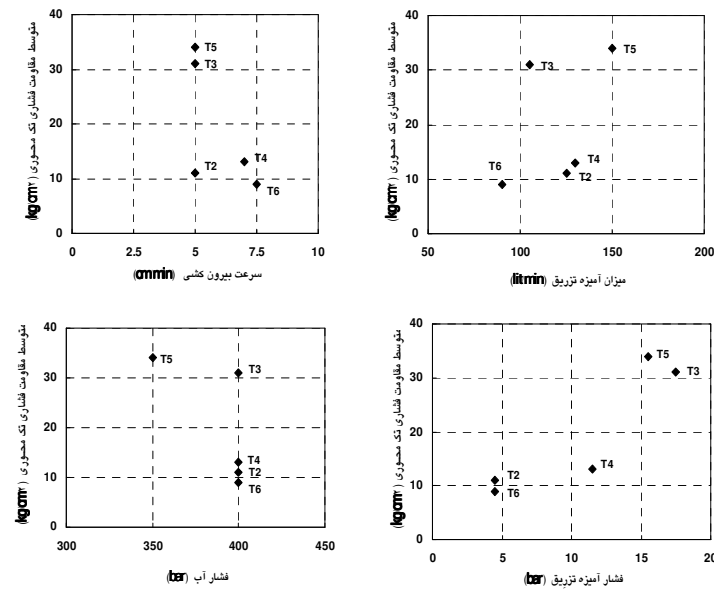 متوسط مقاومت فشاری تک محوری (kg/cm²)
40
30
20
10
0
T5
T3
T2
T4
T6
0 2.5 5 7.5 10
سرعت بیرون کشی (cm/min)
متوسط مقاومت فشاری تک محوری (kg/cm²)
40
30
20
10
0
T5
T3
T4
T2
T6
50 100 150 200
میزان آمیزه تزریق (lit/min)
متوسط مقاومت فشاری تک محوری (kg/cm²)
40
30
20
10
0
T5
T3
T4
T2
T6
300 350 400 450
فشار آب (bar)
متوسط مقاومت فشاری تک محوری (kg/cm²)
40
30
20
10
0
T5
T3
T4
T2
T6
0 5 10 15 20
فشار آمیزه تزریق (bar)